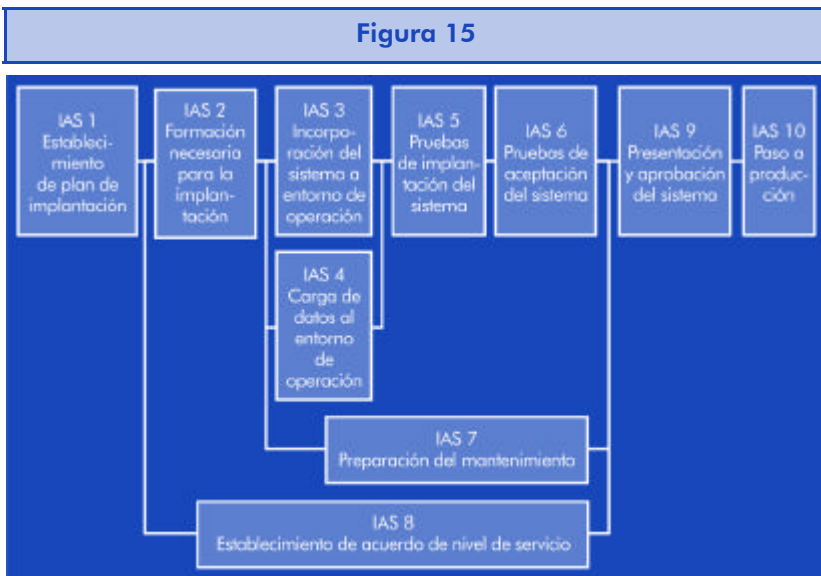 Figura 15
IAS 1
Estableci-
miento
de plan de
implantación
IAS 2
Formación
necesaria
para la
implan-
tación
IAS 3
Incorpo-
ración del
sistema a
entorno de
operación
IAS 4
Carga de
datos al
entorno
de
operación
IAS 5
Pruebas
de implan-
tación del
sistema
IAS 6
Pruebas de
aceptación
del sistema
IAS 9
Presentación
y aprobación
del sistema
IAS 10
Paso a
produc-
ción
IAS 7
Preparación del mantenimiento
IAS 8
Establecimiento de acuerdo de nivel de servicio